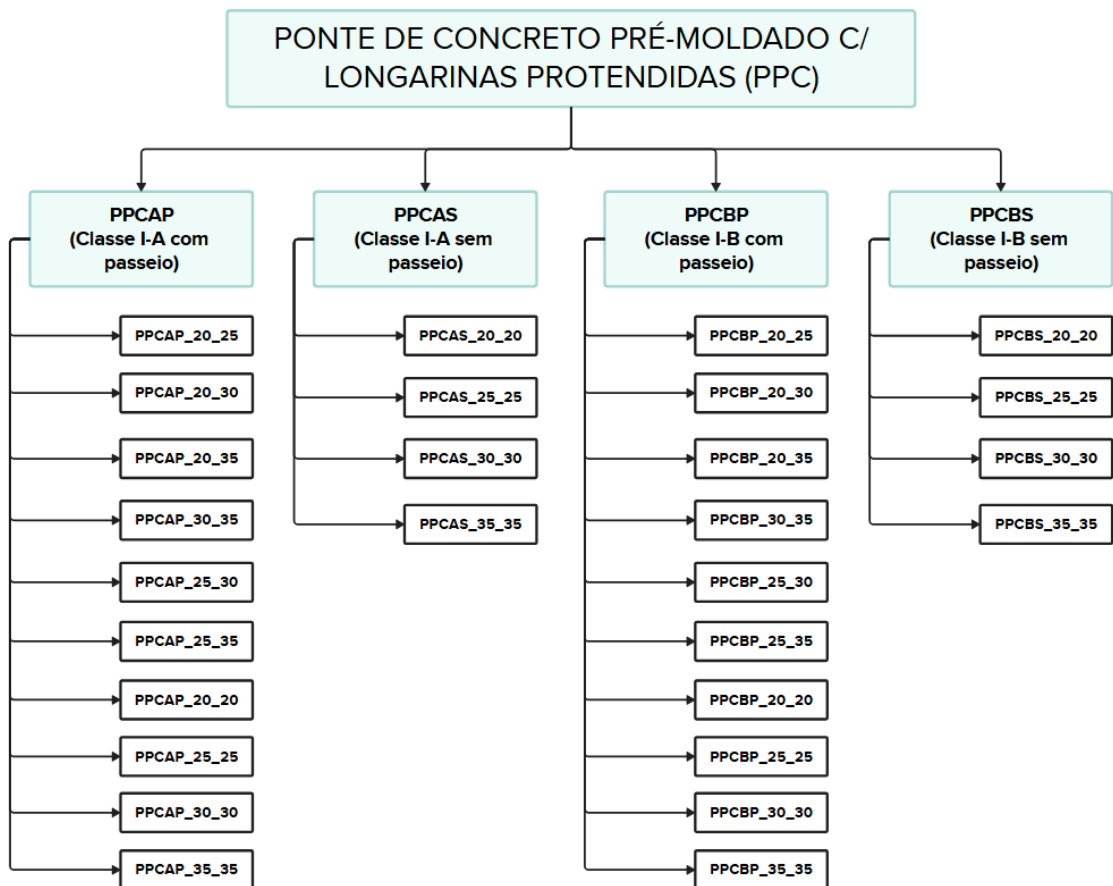 PONTE DE CONCRETO PRÉ-MOLDADO C/
LONGARINAS PROTENDIDAS (PPC)
PPCAP
(Classe I-A com
passeio)
PPCAP_20_25
PPCAP_20_30
PPCAP_20_35
PPCAP_30_35
PPCAP_25_30
PPCAP_25_35
PPCAP_20_20
PPCAP_25_25
PPCAP_30_30
PPCAP_35_35
PPCAS
(Classe I-A sem
passeio)
PPCAS_20_20
PPCAS_25_25
PPCAS_30_30
PPCAS_35_35
PPCBP
(Classe I-B com
passeio)
PPCBP_20_25
PPCBP_20_30
PPCBP_20_35
PPCBP_30_35
PPCBP_25_30
PPCBP_25_35
PPCBP_20_20
PPCBP_25_25
PPCBP_30_30
PPCBP_35_35
PPCBS
(Classe I-B sem
passeio)
PPCBS_20_20
PPCBS_25_25
PPCBS_30_30
PPCBS_35_35